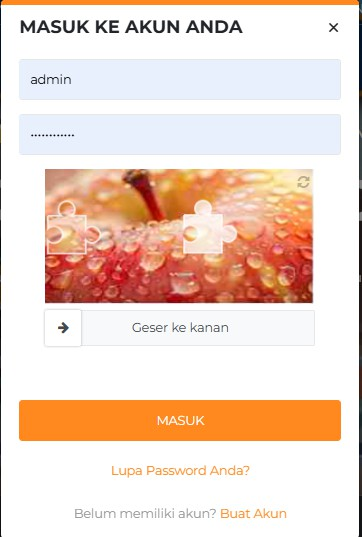 MASUK KE AKUN ANDA ×
admin
············
Geser ke kanan
MASUK
Lupa Password Anda?
Belum memiliki akun? Buat Akun